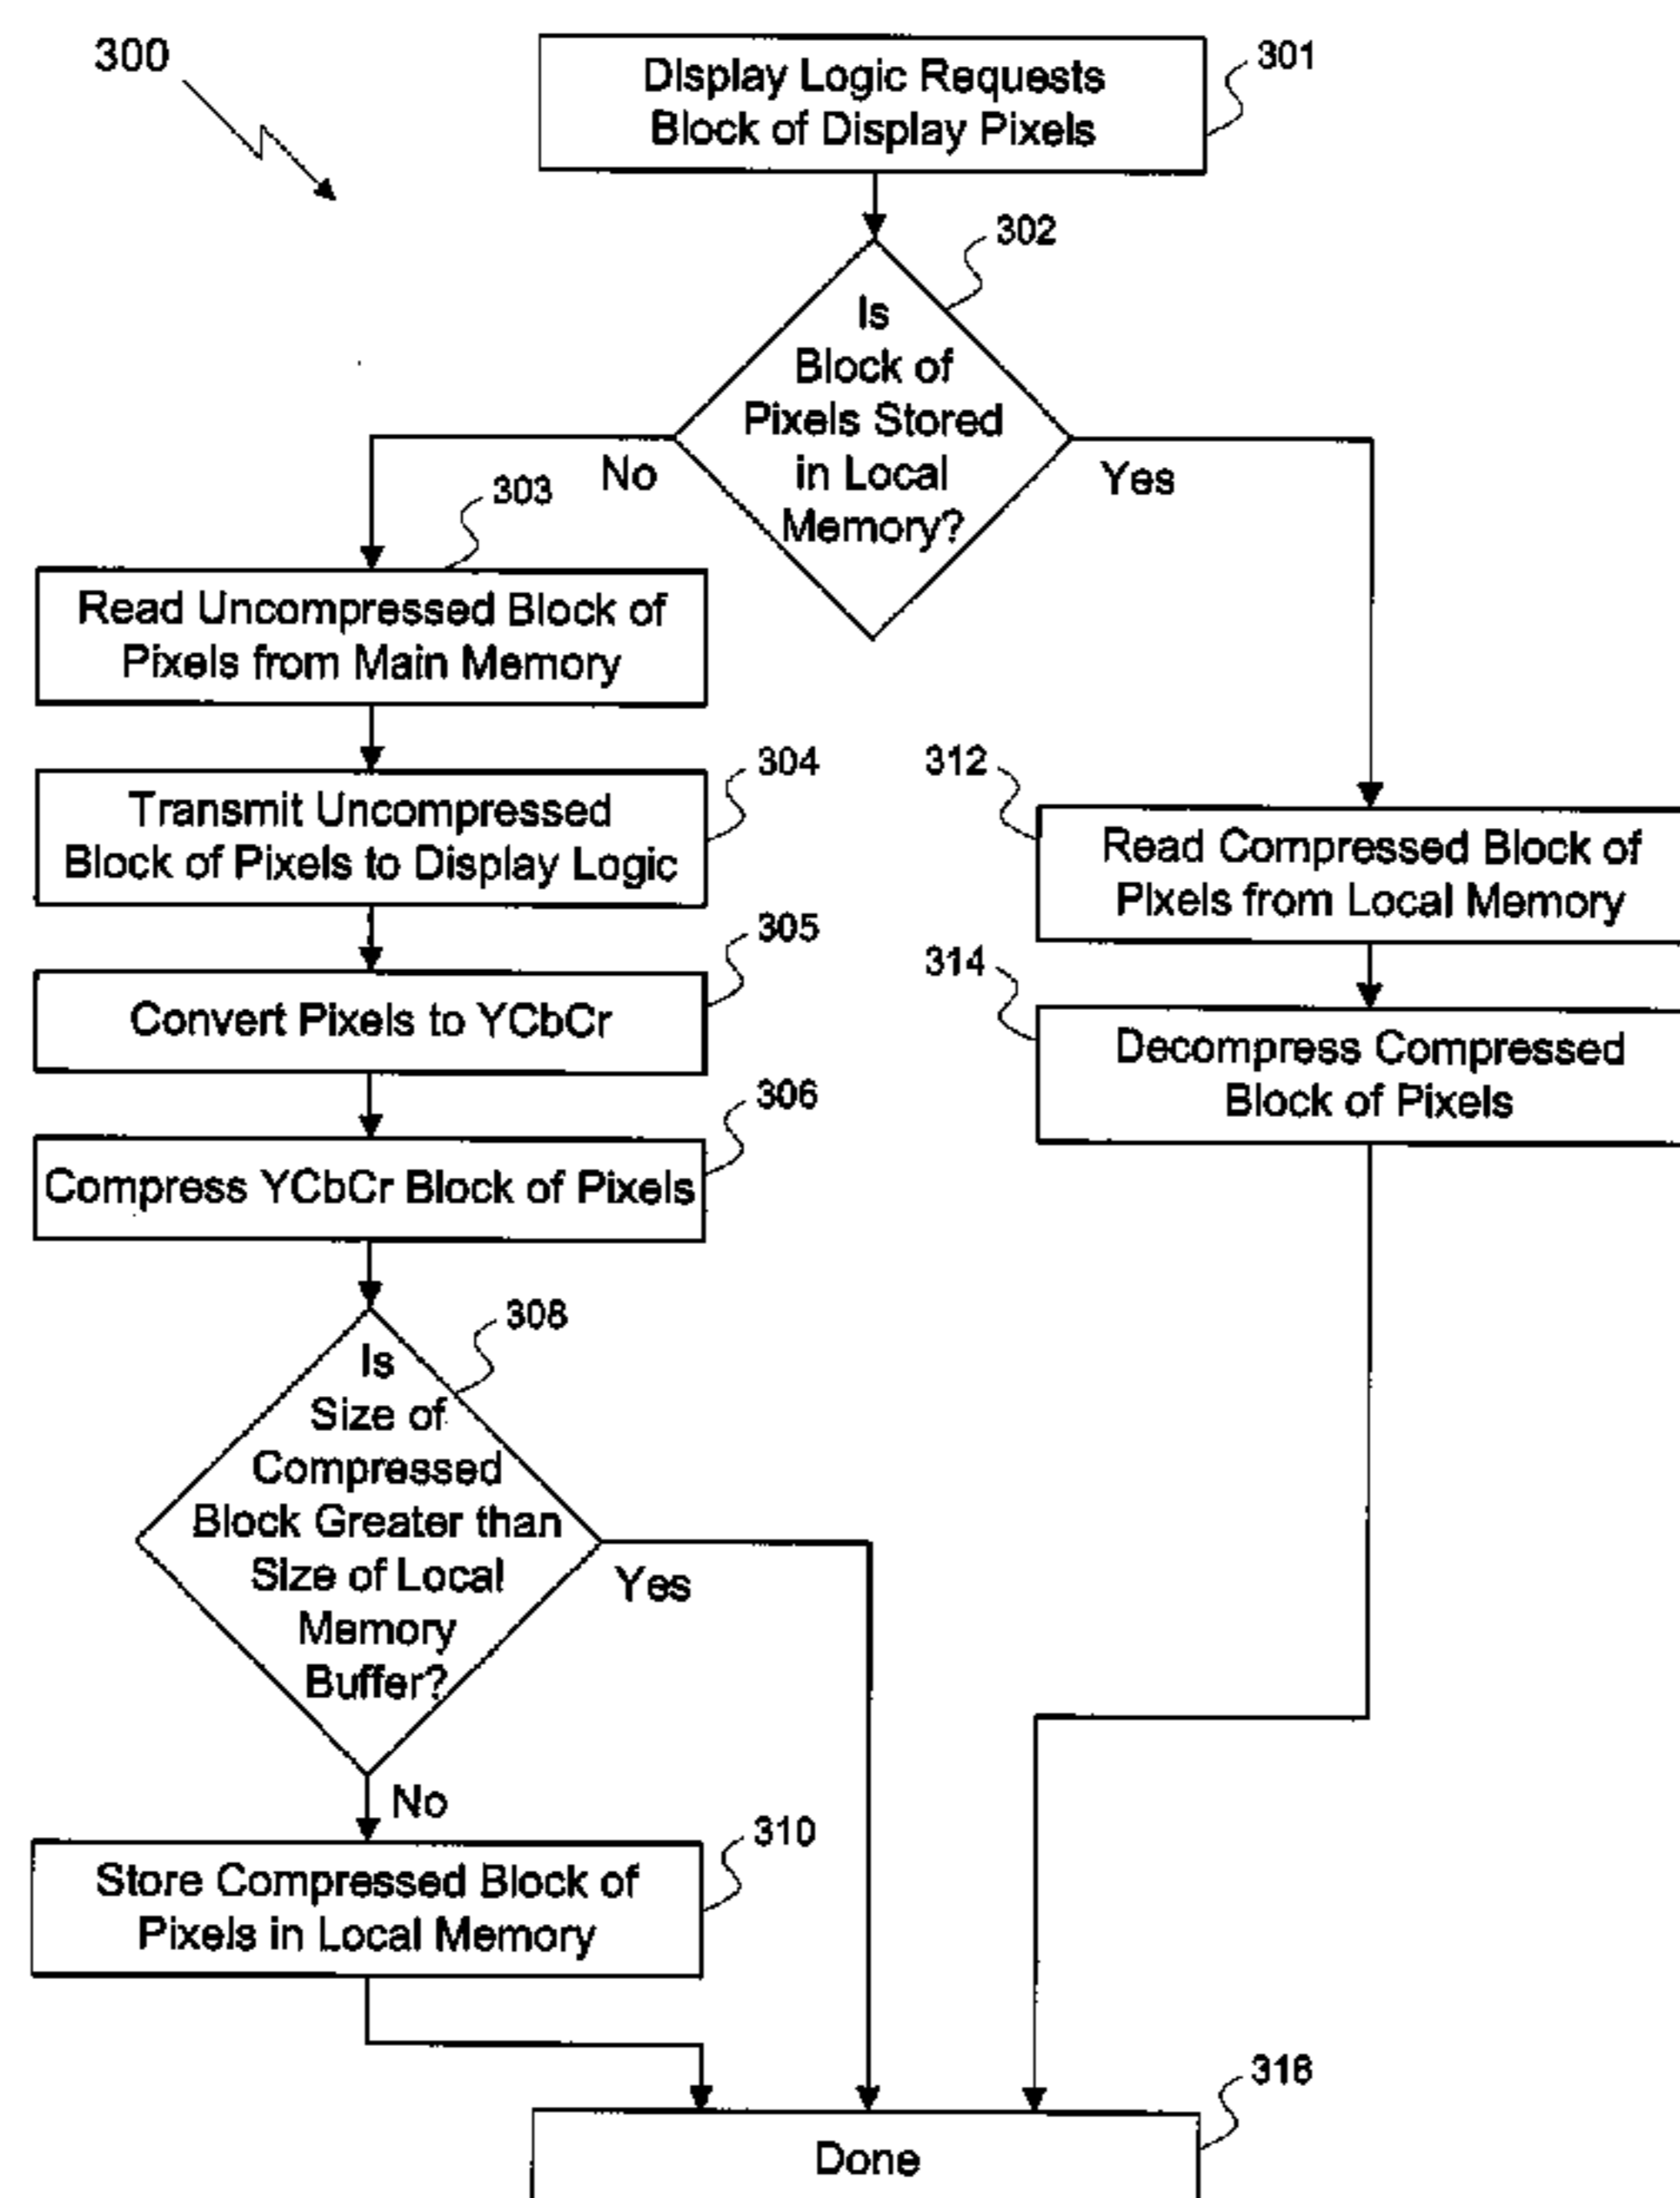 300
301
Display Logic Requests
Block of Display Pixels
302
Is
Block of
Pixels Stored
in Local
Memory?
No
Yes
303
Read Uncompressed Block of
Pixels from Main Memory
304
Transmit Uncompressed
Block of Pixels to Display Logic
312
Read Compressed Block of
Pixels from Local Memory
305
Convert Pixels to YCbCr
314
Decompress Compressed
Block of Pixels
306
Compress YCbCr Block of Pixels
308
Is
Size of
Compressed
Block Greater than
Size of Local
Memory
Buffer?
Yes
No
310
Store Compressed Block of
Pixels in Local Memory
316
Done